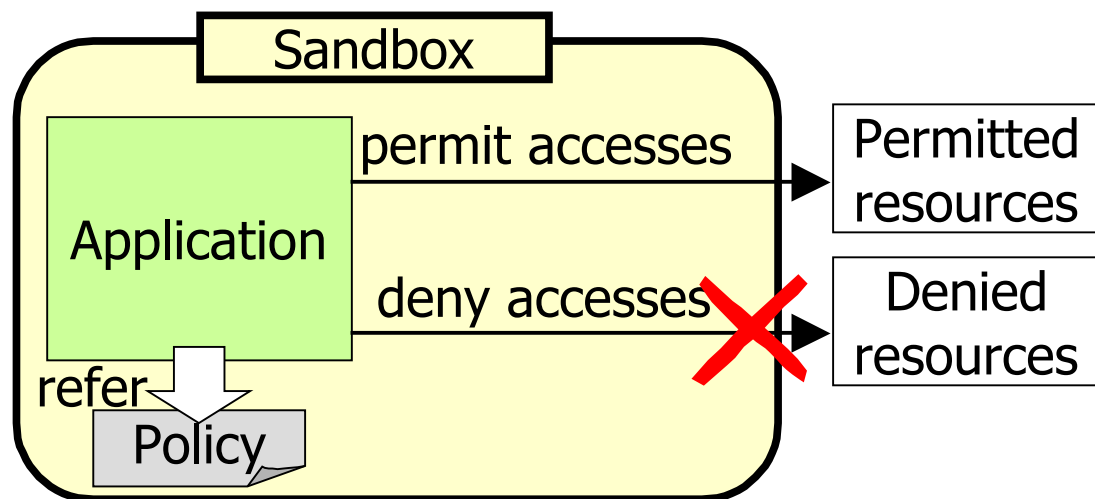 Sandbox
permit accesses
Permitted
resources
Application
deny accesses
Denied
resources
refer
Policy